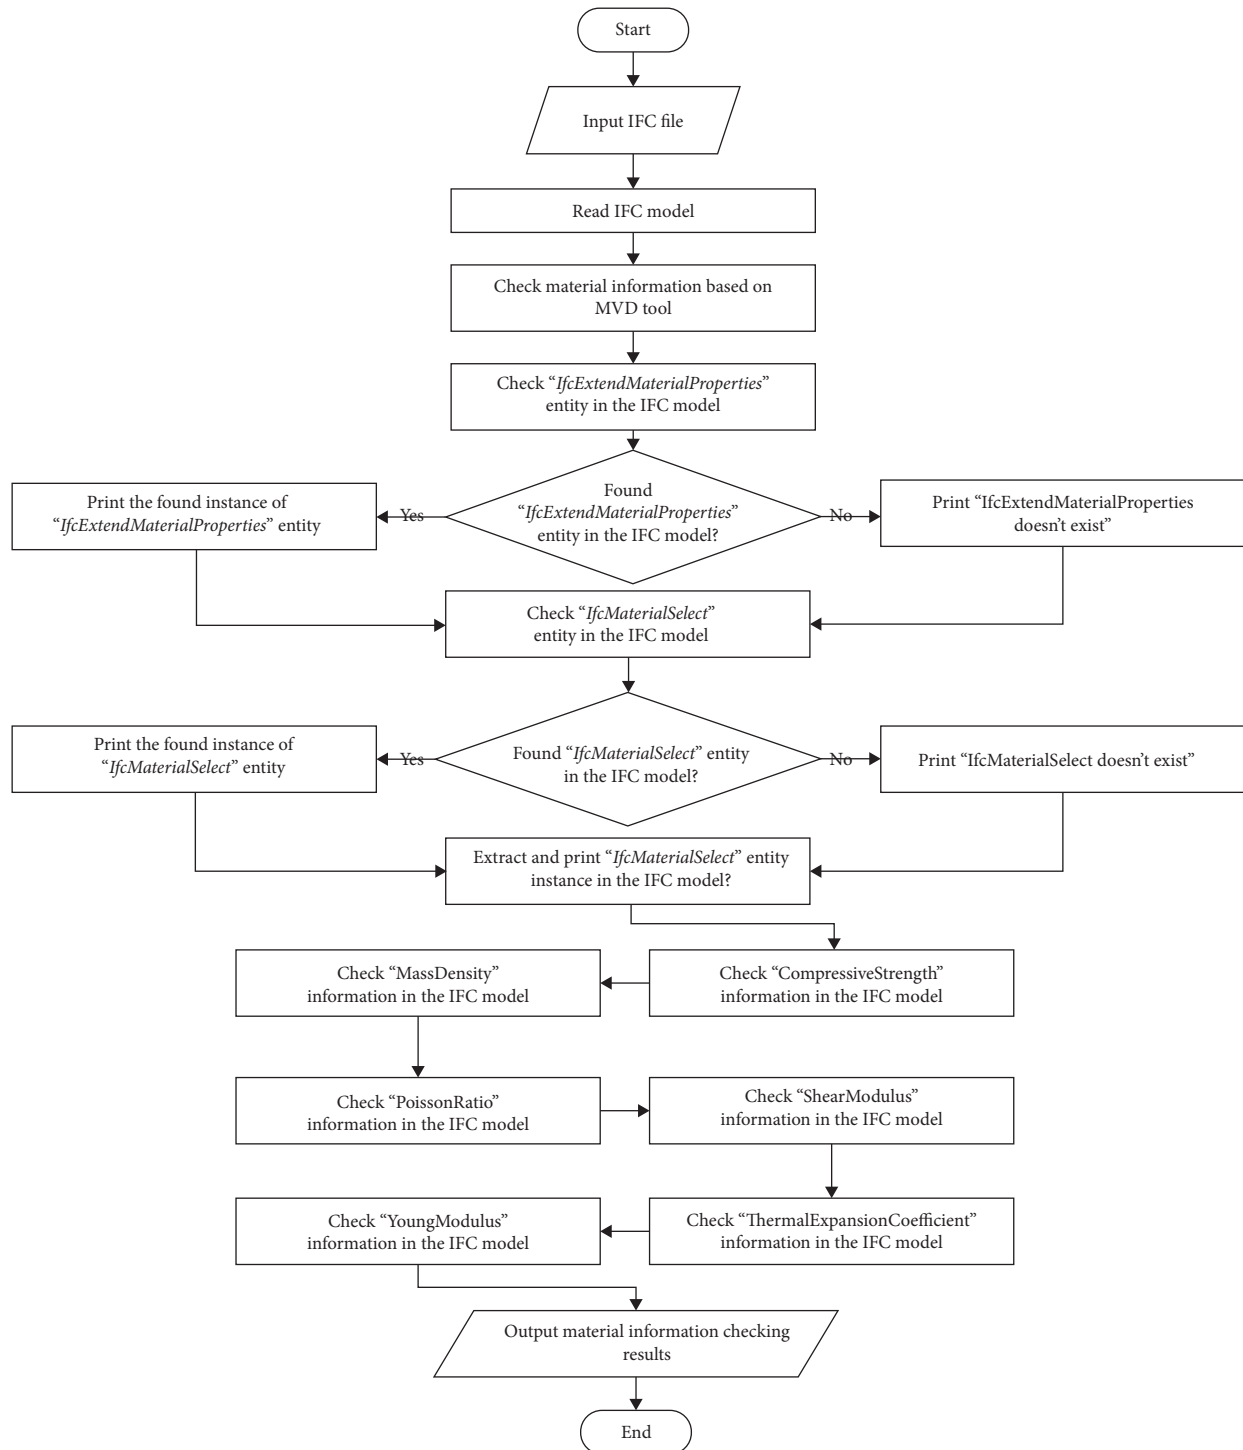 Start
Input IFC file
Read IFC model
Check material information based on
MVD tool
Check “IfcExtendMaterialProperties”
entity in the IFC model
Found
“IfcExtendMaterialProperties”
entity in the IFC model?
Yes
No
Print the found instance of
“IfcExtendMaterialProperties” entity
Print “IfcExtendMaterialProperties
doesn’t exist”
Check “IfcMaterialSelect”
entity in the IFC model
Found “IfcMaterialSelect” entity
in the IFC model?
Yes
No
Print the found instance of
“IfcMaterialSelect” entity
Print “IfcMaterialSelect doesn’t exist”
Extract and print “IfcMaterialSelect” entity
instance in the IFC model?
Check “CompressiveStrength”
information in the IFC model
Check “MassDensity”
information in the IFC model
Check “PoissonRatio”
information in the IFC model
Check “ShearModulus”
information in the IFC model
Check “ThermalExpansionCoefficient”
information in the IFC model
Check “YoungModulus”
information in the IFC model
Output material information checking
results
End